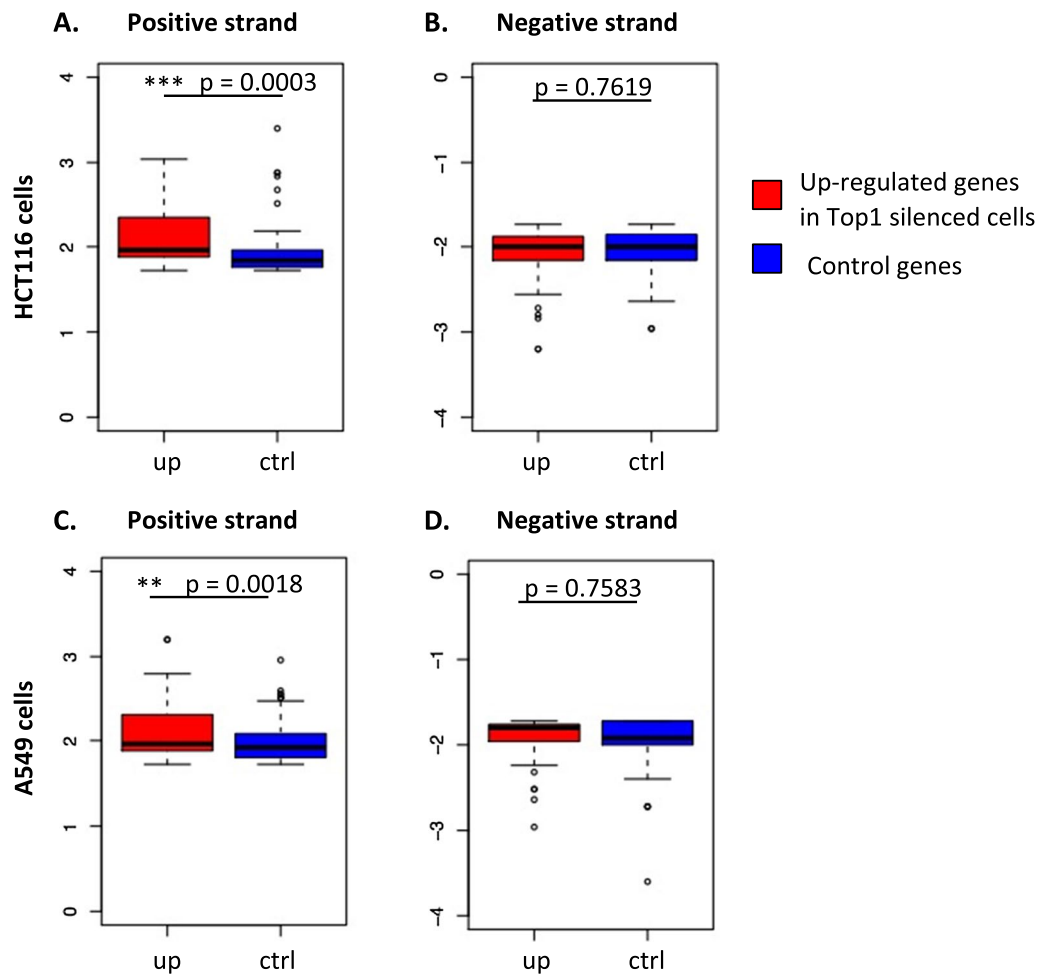 A. Positive strand
B. Negative strand
4
3
2
1
0
*** p = 0.0003
0
−1
−2
−3
−4
p = 0.7619
HCT116 cells
up ctrl
up ctrl
Up-regulated genes
in Top1 silenced cells
Control genes
C. Positive strand
D. Negative strand
4
3
2
1
0
** p = 0.0018
0
−1
−2
−3
−4
p = 0.7583
A549 cells
up ctrl
up ctrl